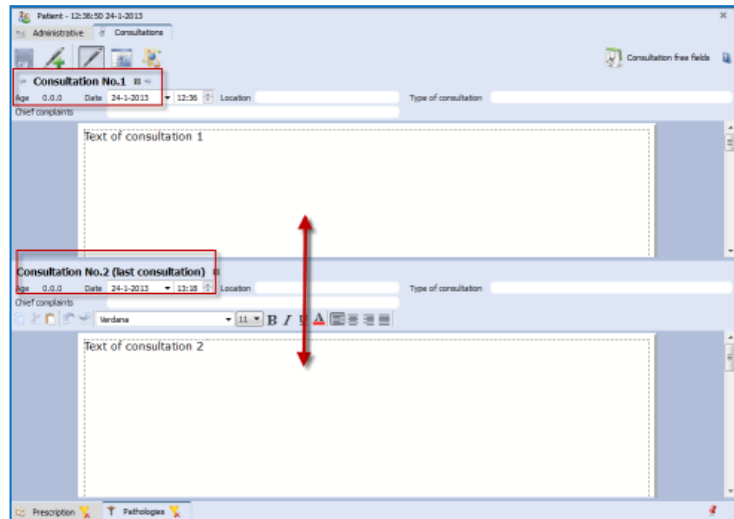 Patient - 12:36:50 24-1-2013
Administrative Consultations
Consultation free fields
Consultation No.1
Age 0.0.0 Date 24-1-2013 12:36 Location Type of consultation
Chief complaints
Text of consultation 1
Consultation No.2 (last consultation)
Age 0.0.0 Date 24-1-2013 13:18 Location Type of consultation
Chief complaints
Verdana 11 B I U A
Text of consultation 2
Prescription Pathologies